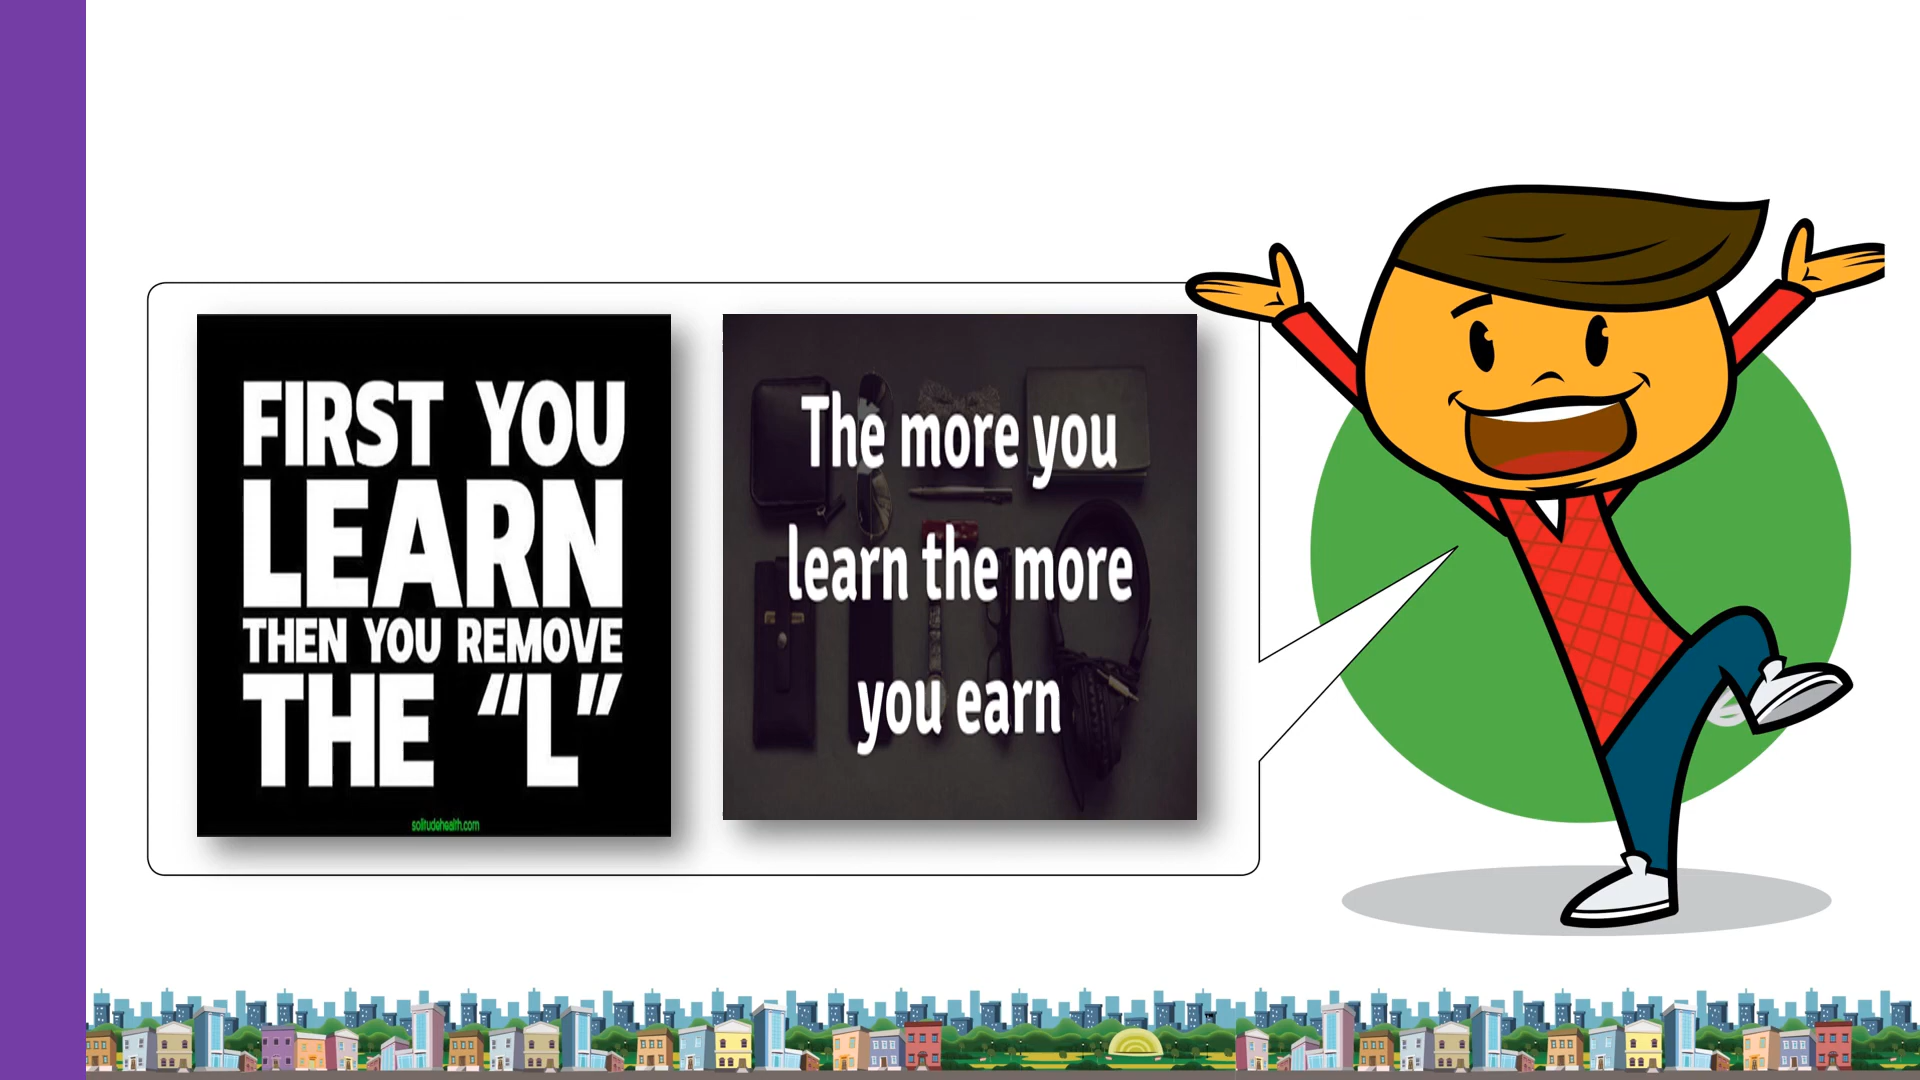 FIRST YOU
LEARN
THEN YOU REMOVE
THE “L”
solitudehealth.com
The more you
learn the more
you earn